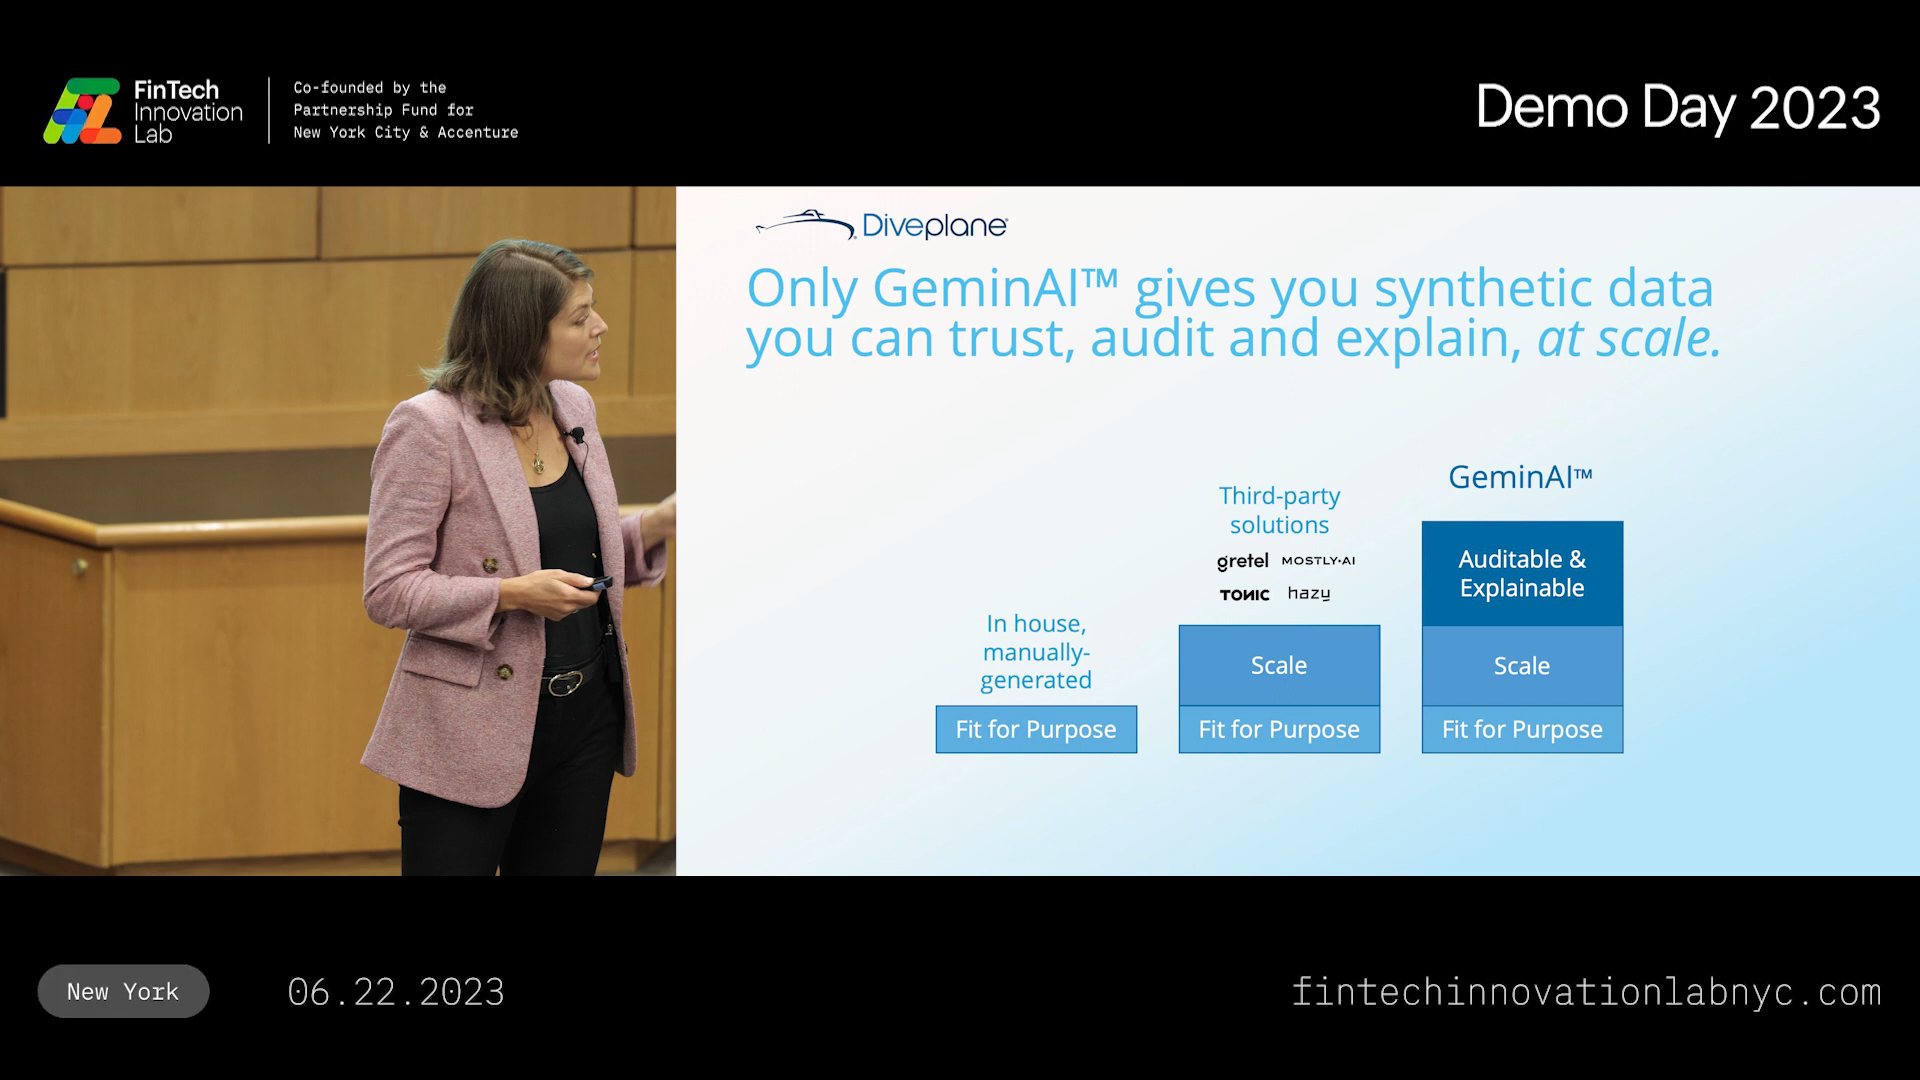 FinTech
Innovation
Lab
Co-founded by the
Partnership Fund for
New York City & Accenture
Demo Day 2023
Diveplane
Only GeminAI™ gives you synthetic data
you can trust, audit and explain, at scale.
In house,
manually-
generated
Fit for Purpose
Third-party
solutions
gretel MOSTLY·AI
TONIC hazy
Scale
Fit for Purpose
GeminAI™
Auditable &
Explainable
Scale
Fit for Purpose
New York
06.22.2023
fintechinnovationlabnyc.com